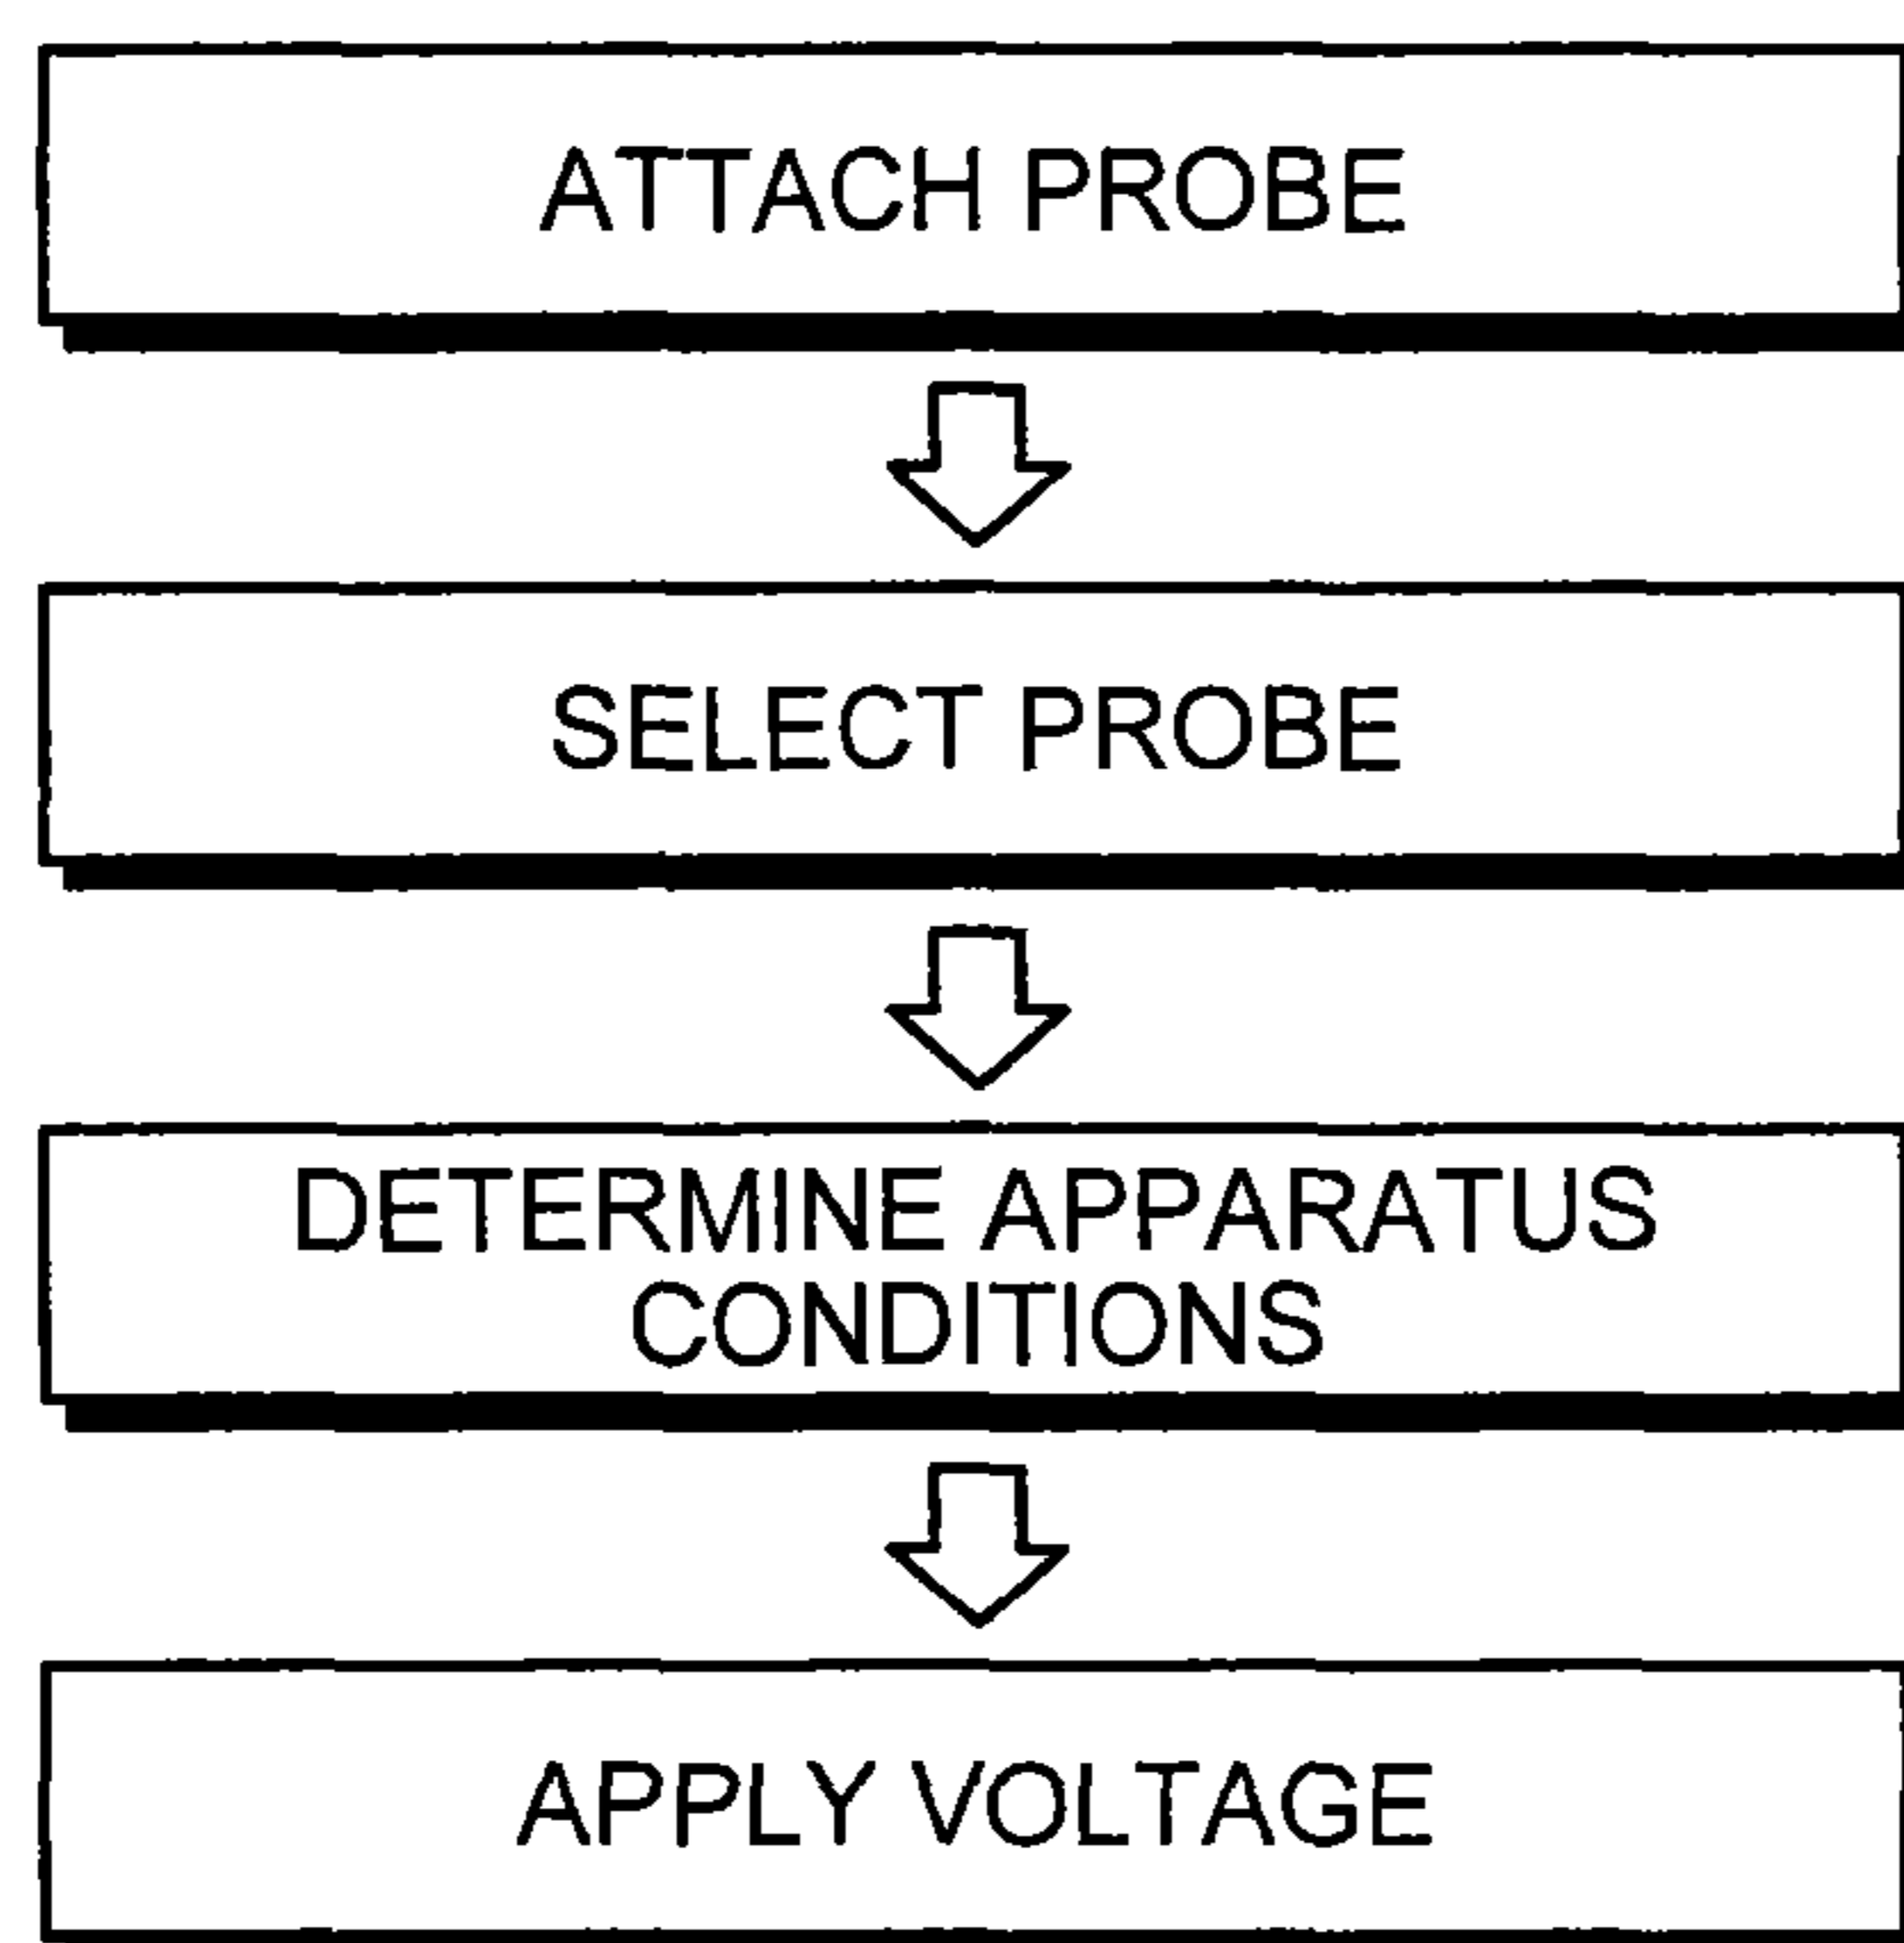 ATTACH PROBE
SELECT PROBE
DETERMINE APPARATUS
CONDITIONS
APPLY VOLTAGE